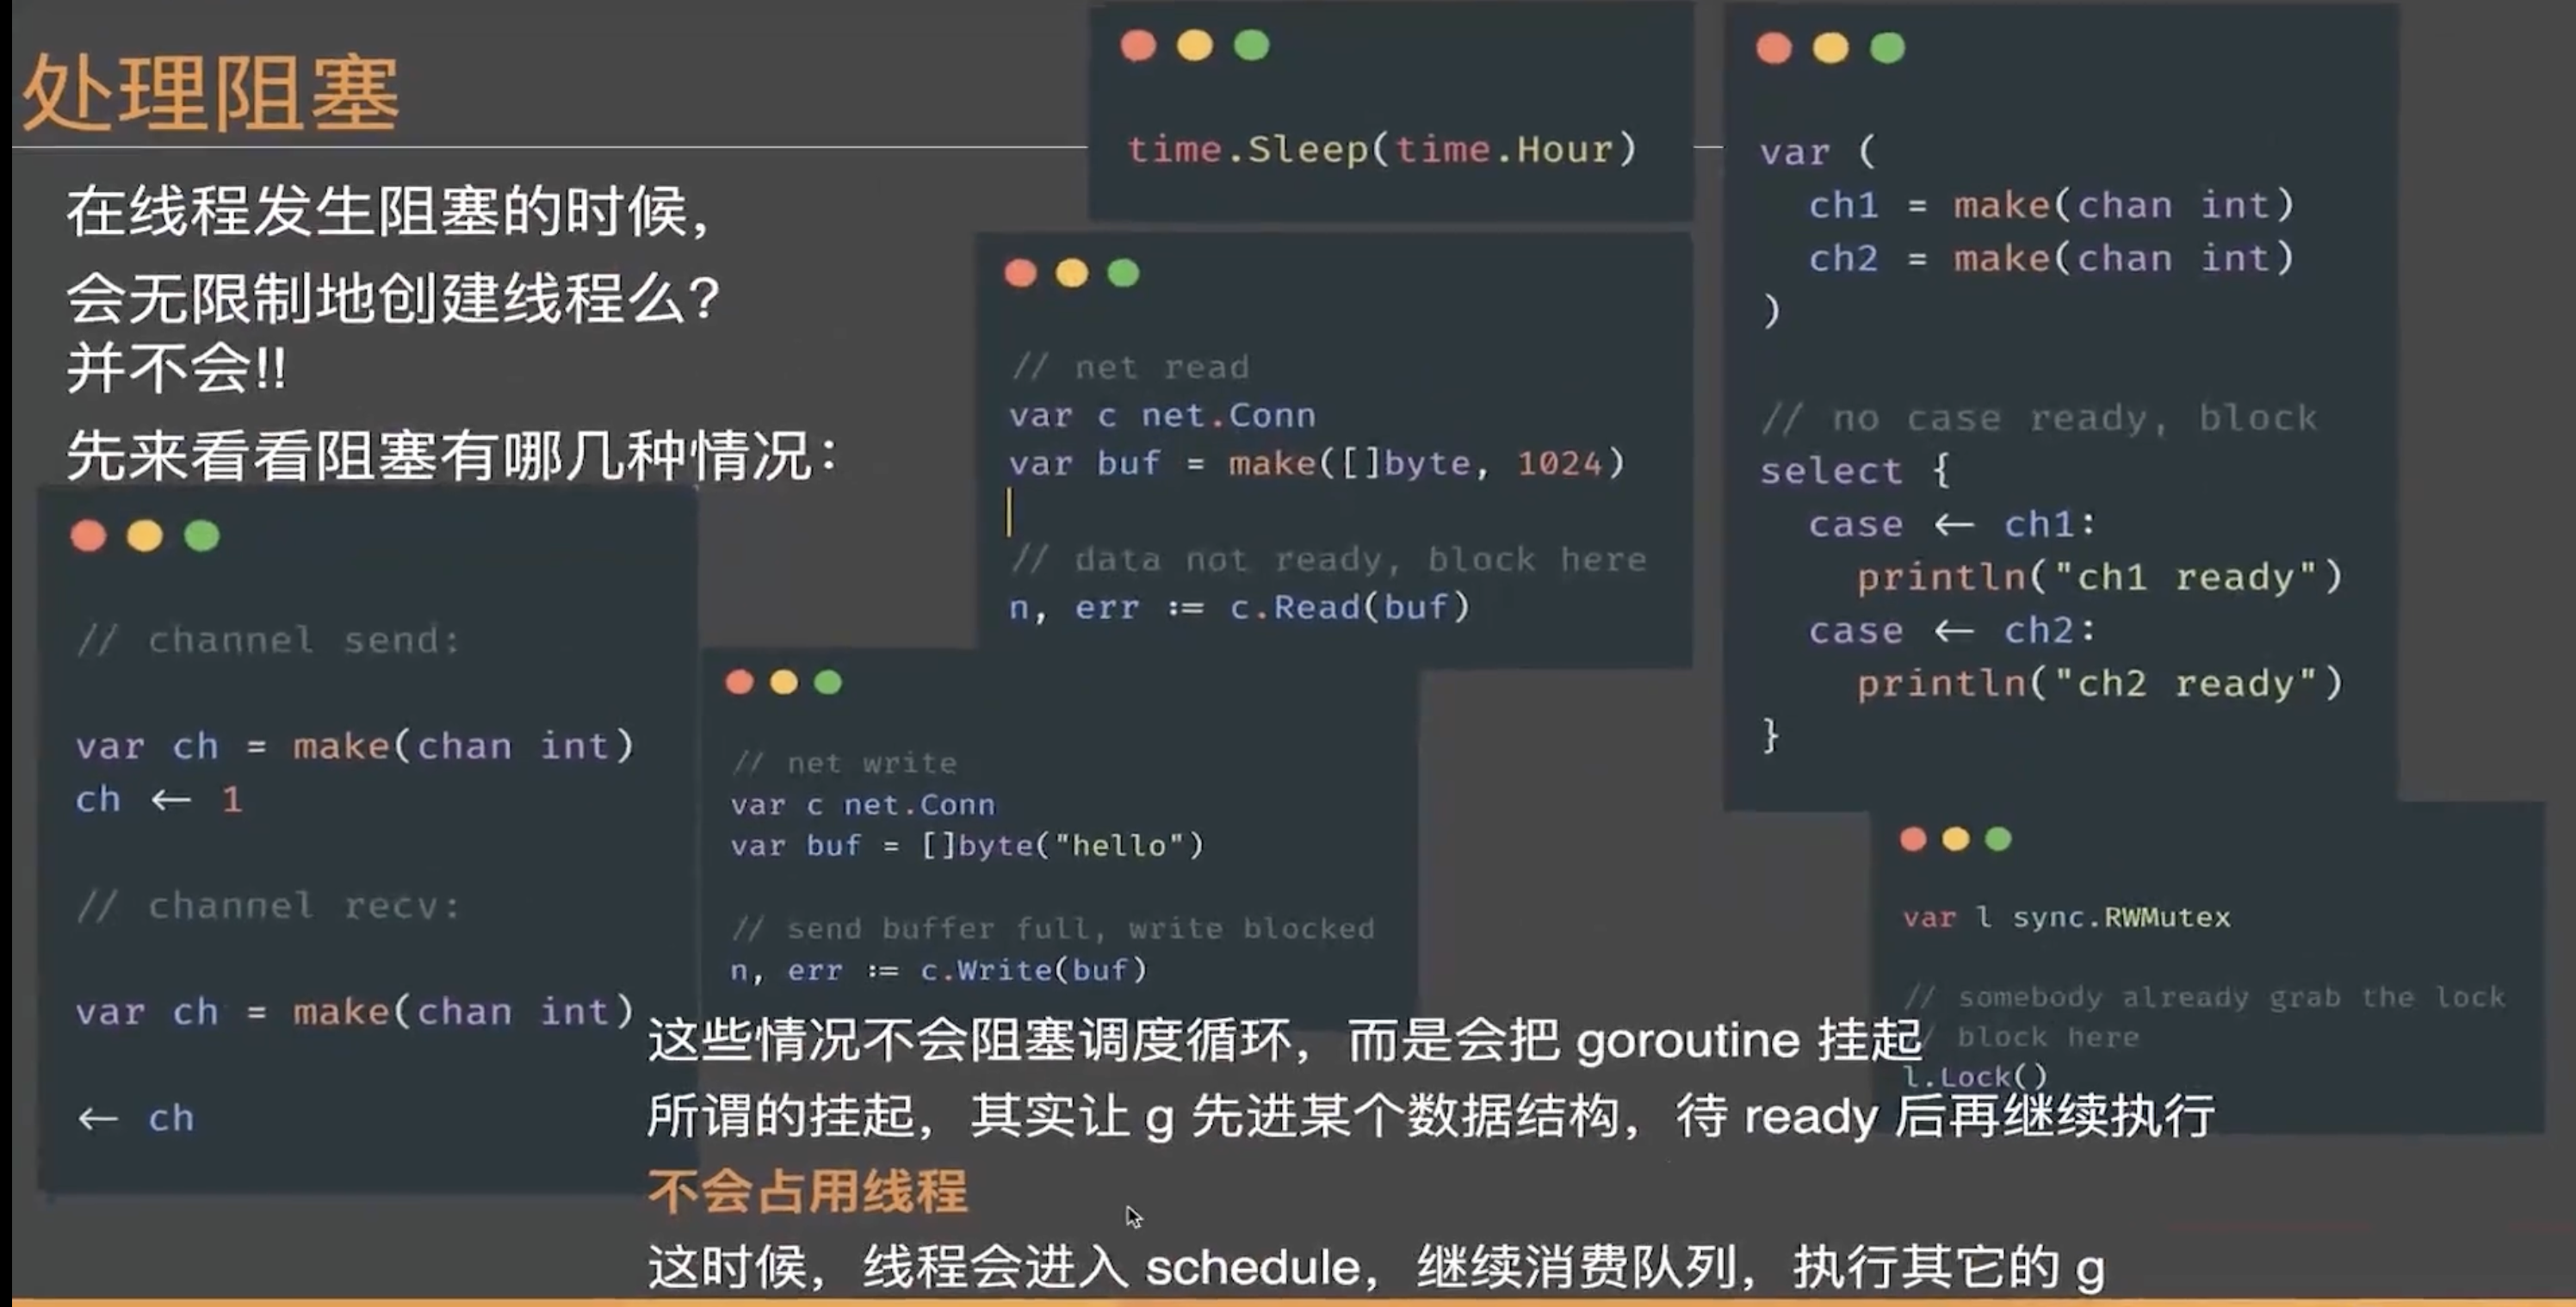 处理阻塞
在线程发生阻塞的时候，
会无限制地创建线程么？
并不会!!
先来看看阻塞有哪几种情况：
// channel send:
var ch = make(chan int)
ch ← 1
// channel recv:
var ch = make(chan int)
← ch
time.Sleep(time.Hour)
// net read
var c net.Conn
var buf = make([]byte, 1024)
// data not ready, block here
n, err := c.Read(buf)
// net write
var c net.Conn
var buf = []byte("hello")
// send buffer full, write blocked
n, err := c.Write(buf)
var (
ch1 = make(chan int)
ch2 = make(chan int)
)
// no case ready, block
select {
case ← ch1:
println("ch1 ready")
case ← ch2:
println("ch2 ready")
}
var l sync.RWMutex
// somebody already grab the lock
// block here
l.Lock()
这些情况不会阻塞调度循环，而是会把 goroutine 挂起
所谓的挂起，其实让 g 先进某个数据结构，待 ready 后再继续执行
不会占用线程
这时候，线程会进入 schedule，继续消费队列，执行其它的 g